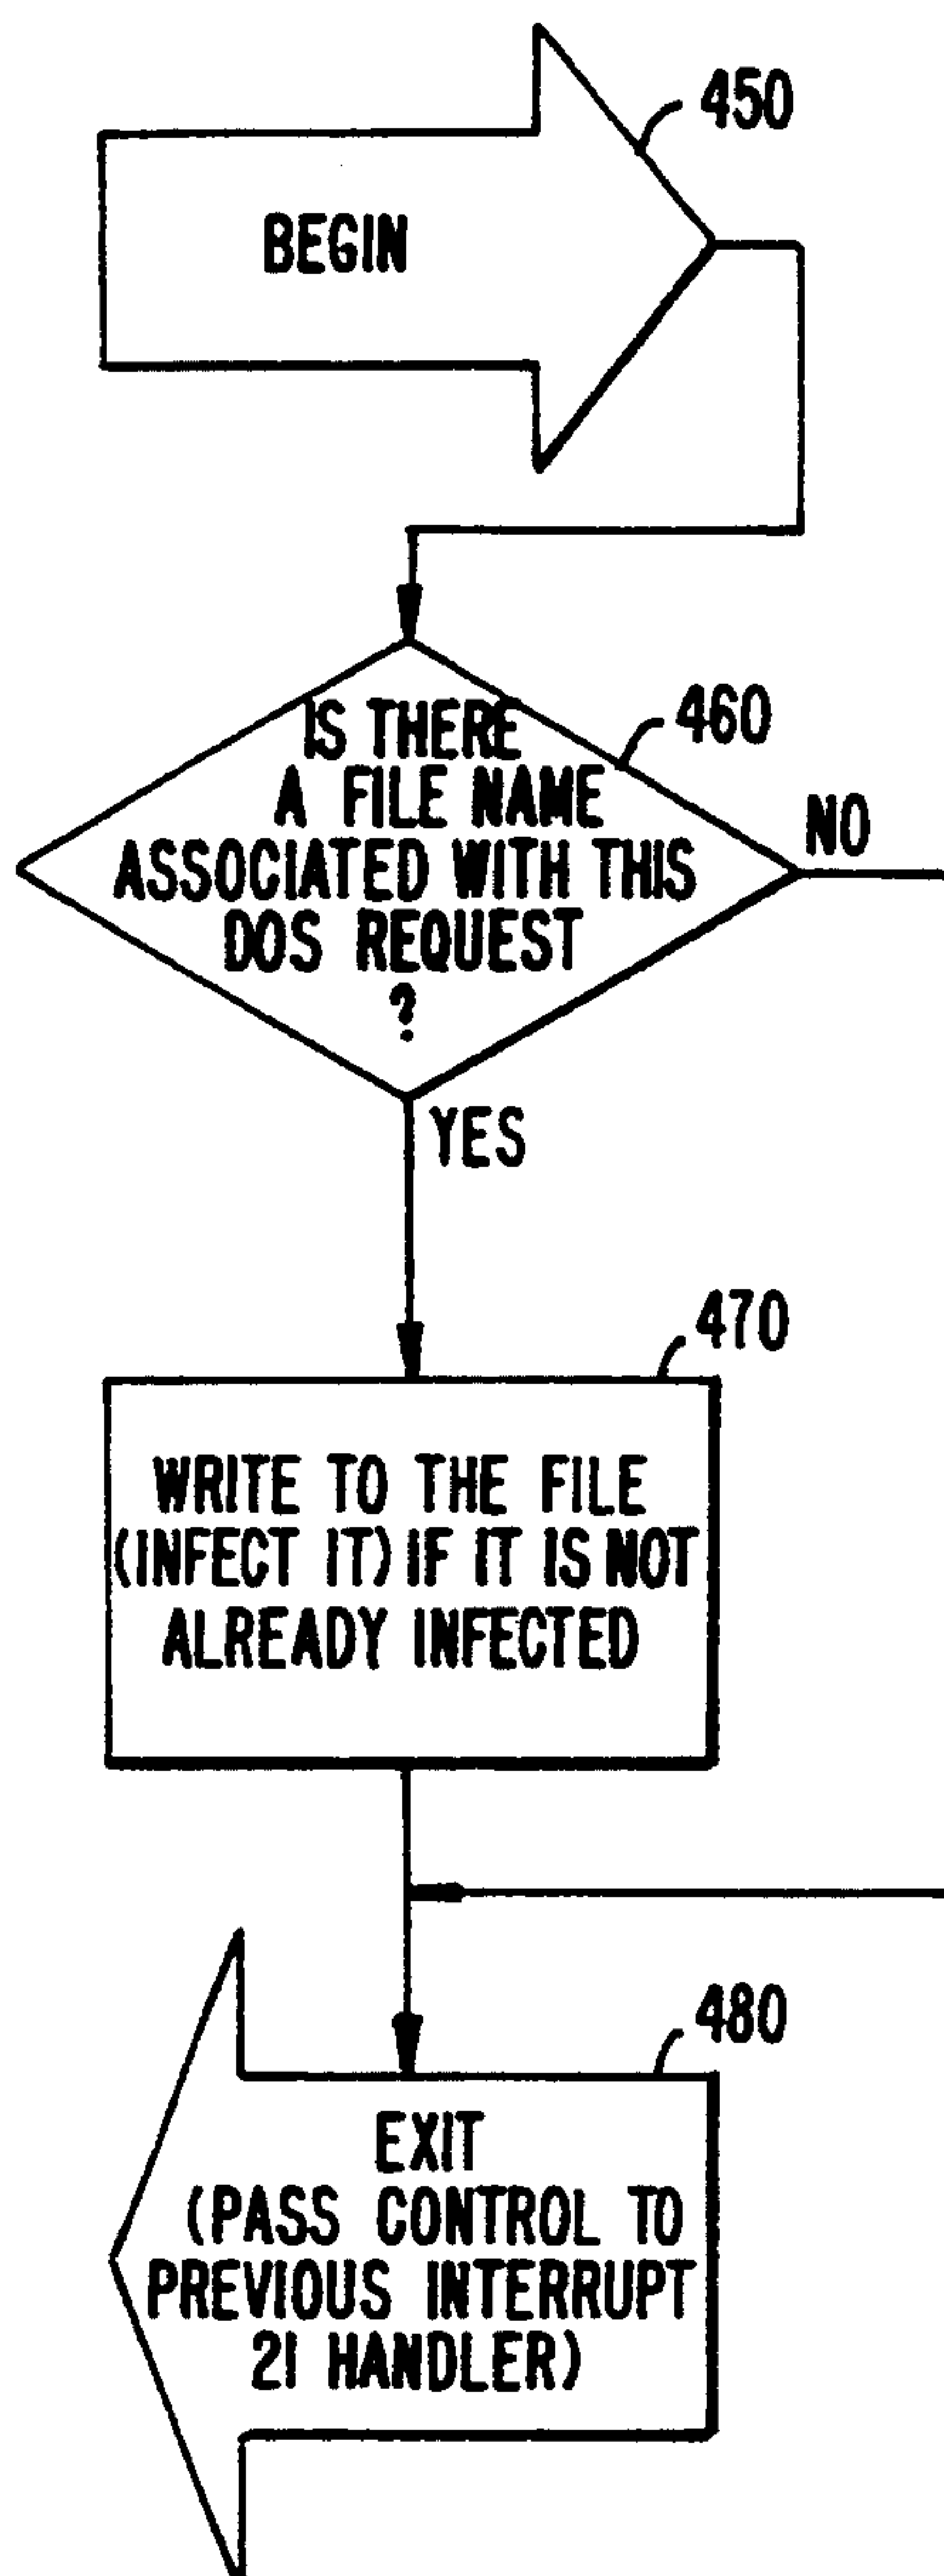 450
BEGIN
460
IS THERE
A FILE NAME
ASSOCIATED WITH THIS
DOS REQUEST
?
NO
YES
470
WRITE TO THE FILE
(INFECT IT) IF IT IS NOT
ALREADY INFECTED
480
EXIT
(PASS CONTROL TO
PREVIOUS INTERRUPT
21 HANDLER)